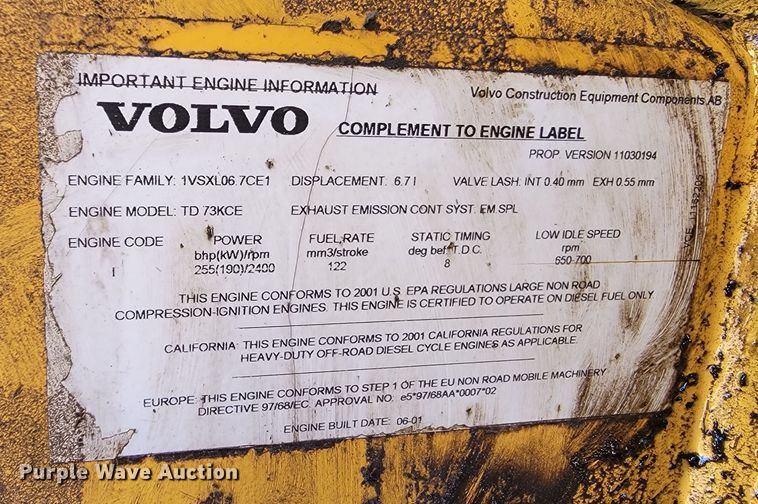 IMPORTANT ENGINE INFORMATION
Volvo Construction Equipment Components AB
VOLVO
COMPLEMENT TO ENGINE LABEL
PROP. VERSION 11030194
ENGINE FAMILY: 1VSXL06.7CE1 DISPLACEMENT. 6.7 l VALVE LASH: INT 0.40 mm EXH 0.55 mm
ENGINE MODEL: TD 73KCE EXHAUST EMISSION CONT SYST. EM SPL
ENGINE CODE POWER FUEL RATE STATIC TIMING LOW IDLE SPEED
bhp(kW)/rpm mm3/stroke deg bef. T.D.C. rpm
I 255(190)/2400 122 8 650-700
THIS ENGINE CONFORMS TO 2001 U.S. EPA REGULATIONS LARGE NON ROAD
COMPRESSION-IGNITION ENGINES. THIS ENGINE IS CERTIFIED TO OPERATE ON DIESEL FUEL ONLY
CALIFORNIA: THIS ENGINE CONFORMS TO 2001 CALIFORNIA REGULATIONS FOR
HEAVY-DUTY OFF-ROAD DIESEL CYCLE ENGINES AS APPLICABLE.
EUROPE: THIS ENGINE CONFORMS TO STEP 1 OF THE EU NON ROAD MOBILE MACHINERY
DIRECTIVE 97/68/EC. APPROVAL NO: e5*97/68AA*0007*02
ENGINE BUILT DATE: 06-01
Purple Wave Auction